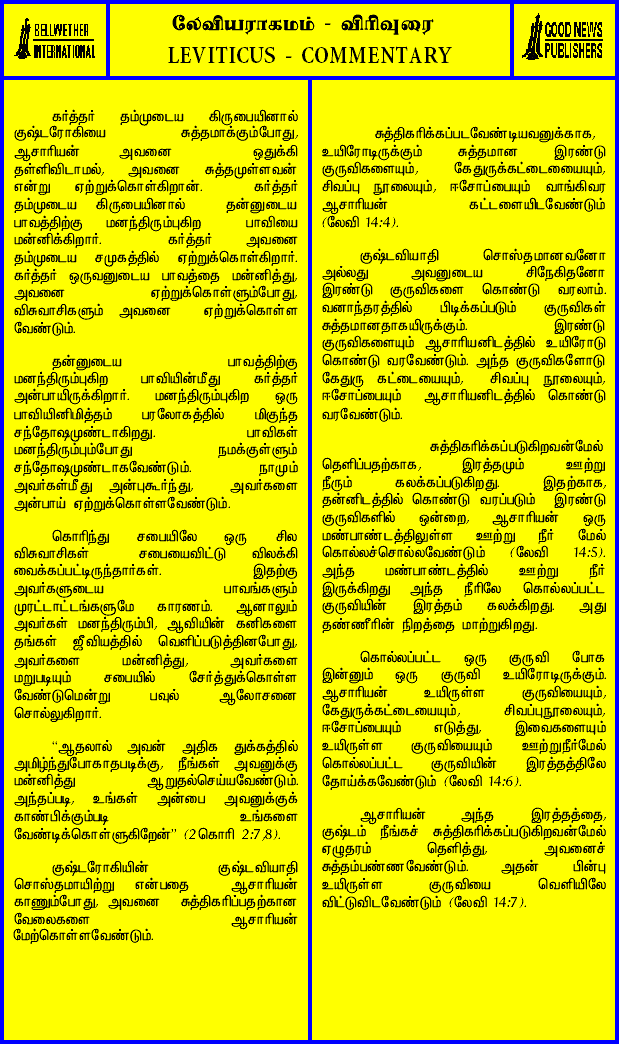 BELLWETHER
INTERNATIONAL
லேவியராகமம் - விரிவுரை
LEVITICUS - COMMENTARY
GOOD NEWS
PUBLISHERS
கர்த்தர் தம்முடைய கிருபையினால்
குஷ்டரோகியை சுத்தமாக்கும்போது,
ஆசாரியன் அவனை ஒதுக்கி
தள்ளிவிடாமல், அவனை சுத்தமுள்ளவன்
என்று ஏற்றுக்கொள்கிறான். கர்த்தர்
தம்முடைய கிருபையினால் தன்னுடைய
பாவத்திற்கு மனந்திரும்புகிற பாவியை
மன்னிக்கிறார். கர்த்தர் அவனை
தம்முடைய சமுகத்தில் ஏற்றுக்கொள்கிறார்.
கர்த்தர் ஒருவனுடைய பாவத்தை மன்னித்து,
அவனை ஏற்றுக்கொள்ளும்போது,
விசுவாசிகளும் அவனை ஏற்றுக்கொள்ள
வேண்டும்.
தன்னுடைய பாவத்திற்கு
மனந்திரும்புகிற பாவியின்மீது கர்த்தர்
அன்பாயிருக்கிறார். மனந்திரும்புகிற ஒரு
பாவியினிமித்தம் பரலோகத்தில் மிகுந்த
சந்தோஷமுண்டாகிறது. பாவிகள்
மனந்திரும்பும்போது நமக்குள்ளும்
சந்தோஷமுண்டாகவேண்டும். நாமும்
அவர்கள்மீது அன்புகூர்ந்து, அவர்களை
அன்பாய் ஏற்றுக்கொள்ளவேண்டும்.
கொரிந்து சபையிலே ஒரு சில
விசுவாசிகள் சபையைவிட்டு விலக்கி
வைக்கப்பட்டிருந்தார்கள். இதற்கு
அவர்களுடைய பாவங்களும்
முரட்டாட்டங்களுமே காரணம். ஆனாலும்
அவர்கள் மனந்திரும்பி, ஆவியின் கனிகளை
தங்கள் ஜீவியத்தில் வெளிப்படுத்தினபோது,
அவர்களை மன்னித்து, அவர்களை
மறுபடியும் சபையில் சேர்த்துக்கொள்ள
வேண்டுமென்று பவுல் ஆலோசனை
சொல்லுகிறார்.
“ஆதலால் அவன் அதிக துக்கத்தில்
அமிழ்ந்துபோகாதபடிக்கு, நீங்கள் அவனுக்கு
மன்னித்து ஆறுதல்செய்யவேண்டும்.
அந்தப்படி, உங்கள் அன்பை அவனுக்குக்
காண்பிக்கும்படி உங்களை
வேண்டிக்கொள்ளுகிறேன்” (2கொரி 2:7,8).
குஷ்டரோகியின் குஷ்டவியாதி
சொஸ்தமாயிற்று என்பதை ஆசாரியன்
காணும்போது, அவனை சுத்திகரிப்பதற்கான
வேலைகளை ஆசாரியன்
மேற்கொள்ளவேண்டும்.
சுத்திகரிக்கப்படவேண்டியவனுக்காக,
உயிரோடிருக்கும் சுத்தமான இரண்டு
குருவிகளையும், கேதுருக்கட்டையையும்,
சிவப்பு நூலையும், ஈசோப்பையும் வாங்கிவர
ஆசாரியன் கட்டளையிடவேண்டும்
(லேவி 14:4).
குஷ்டவியாதி சொஸ்தமானவனோ
அல்லது அவனுடைய சிநேகிதனோ
இரண்டு குருவிகளை கொண்டு வரலாம்.
வனாந்தரத்தில் பிடிக்கப்படும் குருவிகள்
சுத்தமானதாகயிருக்கும். இரண்டு
குருவிகளையும் ஆசாரியனிடத்தில் உயிரோடு
கொண்டு வரவேண்டும். அந்த குருவிகளோடு
கேதுரு கட்டையையும், சிவப்பு நூலையும்,
ஈசோப்பையும் ஆசாரியனிடத்தில் கொண்டு
வரவேண்டும்.
சுத்திகரிக்கப்படுகிறவன்மேல்
தெளிப்பதற்காக, இரத்தமும் ஊற்று
நீரும் கலக்கப்படுகிறது. இதற்காக,
தன்னிடத்தில் கொண்டு வரப்படும் இரண்டு
குருவிகளில் ஒன்றை, ஆசாரியன் ஒரு
மண்பாண்டத்திலுள்ள ஊற்று நீர் மேல்
கொல்லச்சொல்லவேண்டும் (லேவி 14:5).
அந்த மண்பாண்டத்தில் ஊற்று நீர்
இருக்கிறது அந்த நீரிலே கொல்லப்பட்ட
குருவியின் இரத்தம் கலக்கிறது. அது
தண்ணீரின் நிறத்தை மாற்றுகிறது.
கொல்லப்பட்ட ஒரு குருவி போக
இன்னும் ஒரு குருவி உயிரோடிருக்கும்.
ஆசாரியன் உயிருள்ள குருவியையும்,
கேதுருக்கட்டையையும், சிவப்புநூலையும்,
ஈசோப்பையும் எடுத்து, இவைகளையும்
உயிருள்ள குருவியையும் ஊற்றுநீர்மேல்
கொல்லப்பட்ட குருவியின் இரத்தத்திலே
தோய்க்கவேண்டும் (லேவி 14:6).
ஆசாரியன் அந்த இரத்தத்தை,
குஷ்டம் நீங்கச் சுத்திகரிக்கப்படுகிறவன்மேல்
ஏழுதரம் தெளித்து, அவனைச்
சுத்தம்பண்ணவேண்டும். அதன் பின்பு
உயிருள்ள குருவியை வெளியிலே
விட்டுவிடவேண்டும் (லேவி 14:7).